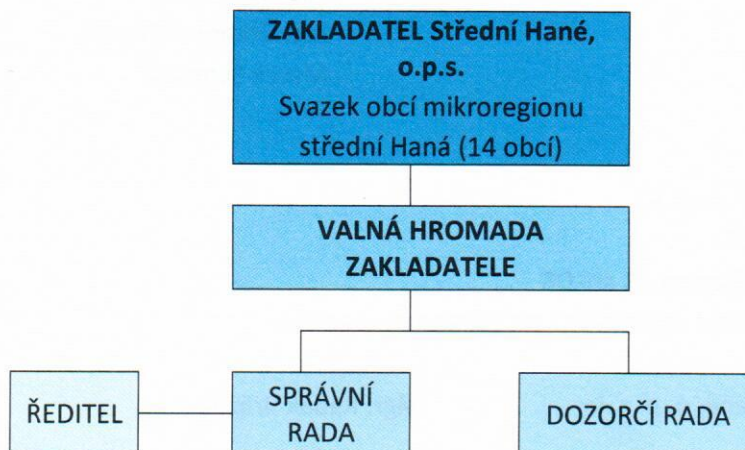 ZAKLADATEL Střední Hané,
o.p.s.
Svazek obcí mikroregionu
střední Haná (14 obcí)
VALNÁ HROMADA
ZAKLADATELE
ŘEDITEL
SPRÁVNÍ
RADA
DOZORČÍ RADA